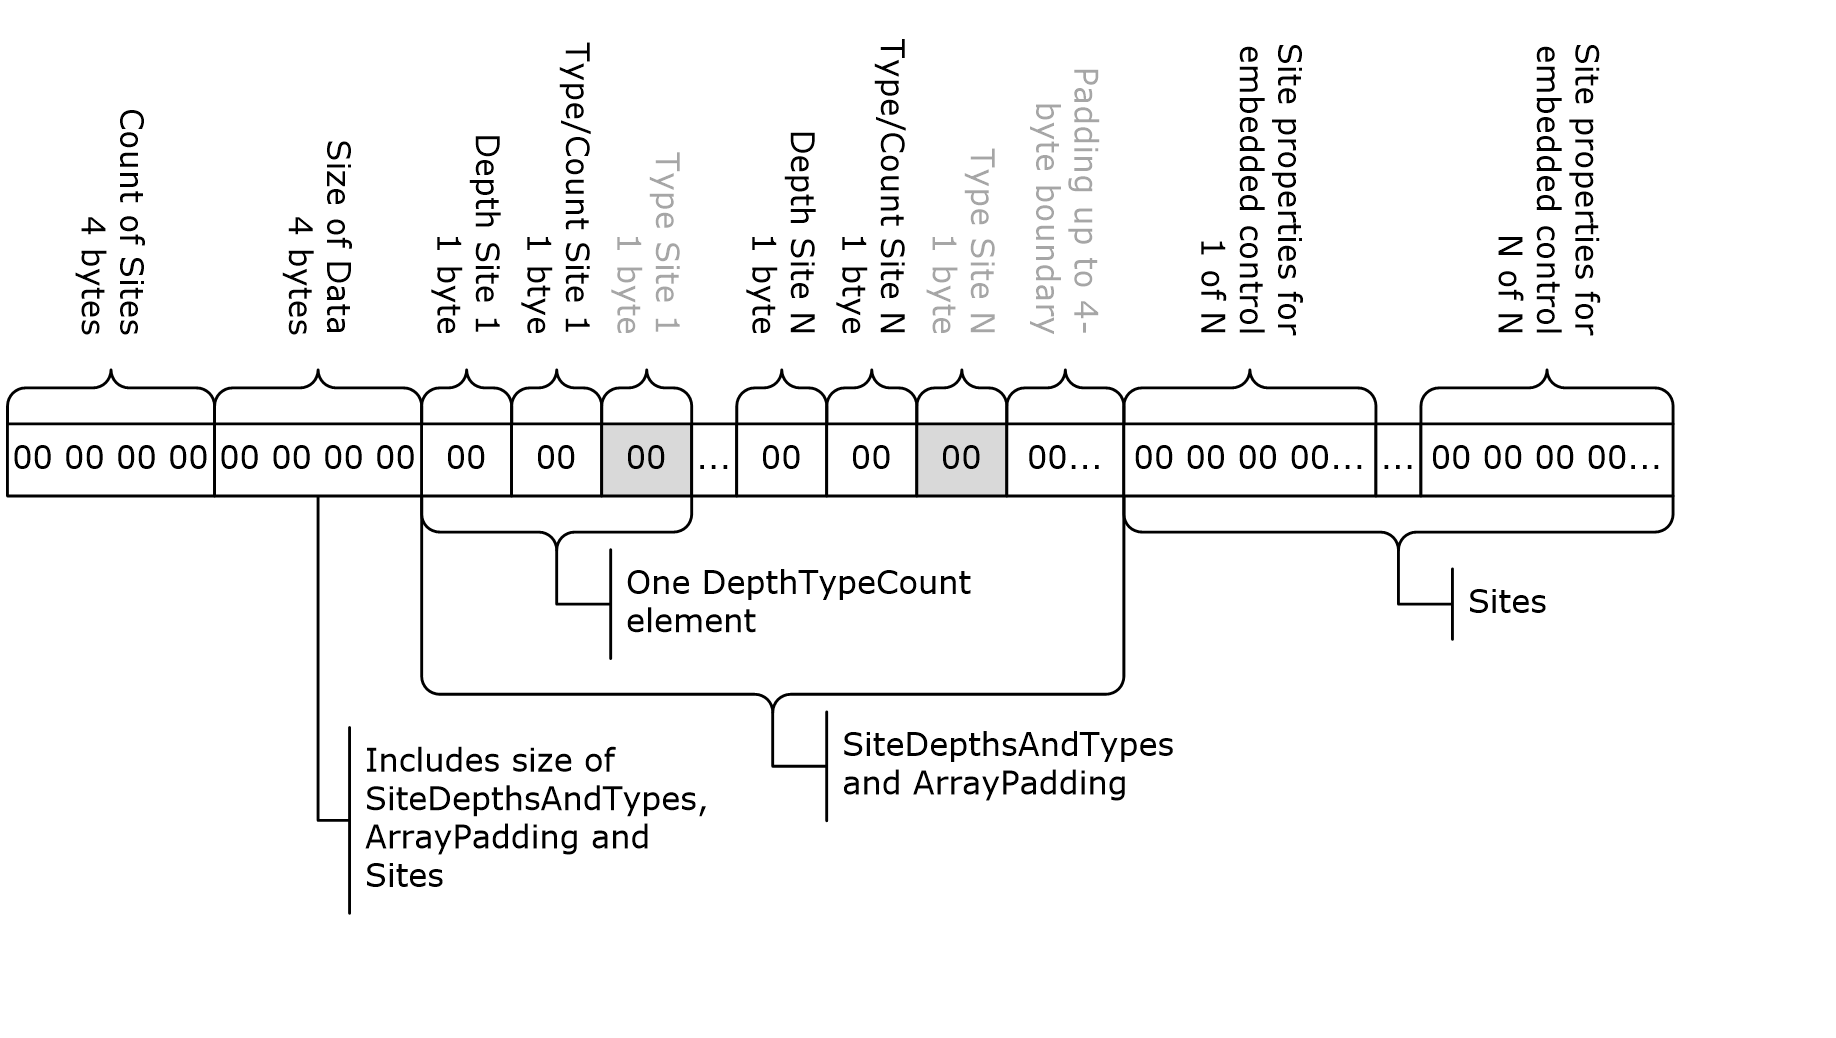 Count of Sites
4 bytes
Size of Data
4 bytes
Depth Site 1
1 byte
Type/Count Site 1
1 btye
Type Site 1
1 byte
Depth Site N
1 byte
Type/Count Site N
1 btye
Type Site N
1 byte
Padding up to 4-
byte boundary
Site properties for
embedded control
1 of N
Site properties for
embedded control
N of N
00 00 00 00 00 00 00 00 00 00 00 ... 00 00 00 00... 00 00 00 00... ... 00 00 00 00...
One DepthTypeCount
element
Sites
SiteDepthsAndTypes
and ArrayPadding
Includes size of
SiteDepthsAndTypes,
ArrayPadding and
Sites